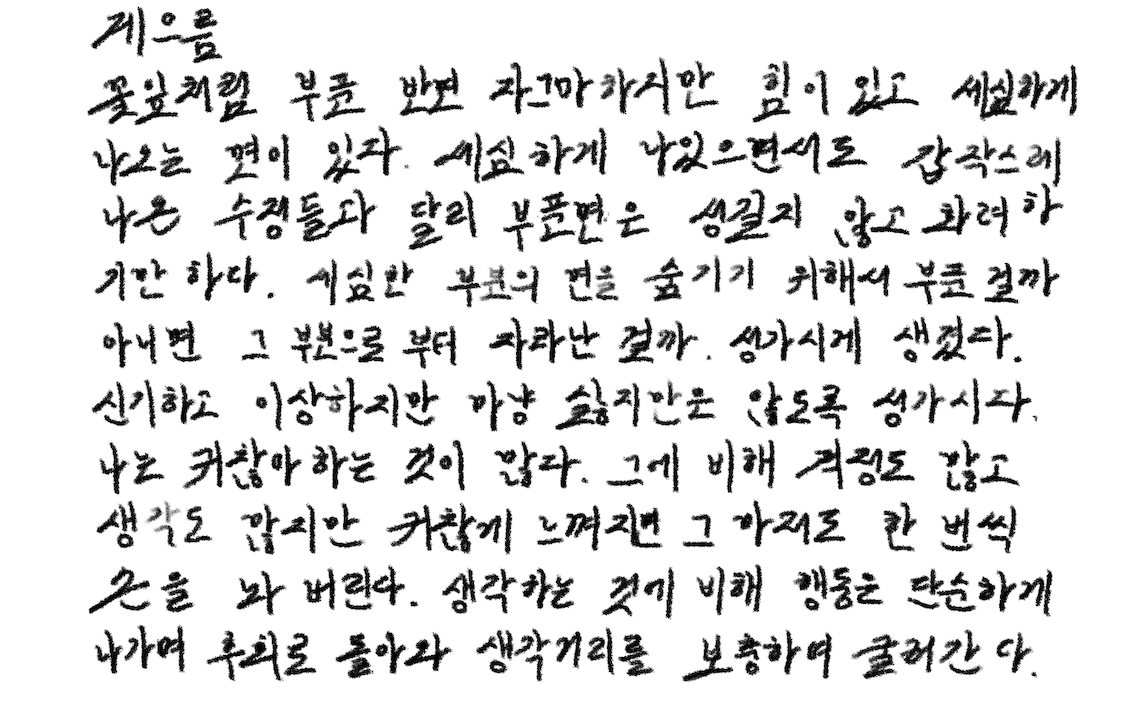 게으름
꽃잎처럼 부푼 반면 자그마하지만 힘이 있고 세심하게
나오는 면이 있다. 세심하게 나있으면서도 갑작스레
나온 수정들과 달리 부푼면은 성길지 않고 화려하
기만 하다. 세심한 부분의 면을 숨기기 위해서 부푼 걸까
아니면 그 부분으로 부터 자라난 걸까. 성가시게 생겼다.
신기하고 이상하지만 마냥 싫지만은 않도록 성가시다.
나는 귀찮아 하는 것이 많다. 그에 비해 걱정도 많고
생각도 많지만 귀찮게 느껴지면 그 마저도 한 번씩
손을 놔 버린다. 생각하는 것에 비해 행동은 단순하게
나가며 후회로 돌아와 생각거리를 보충하며 굴러간다.